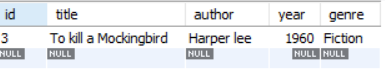 id title author year genre
3 To kill a Mockingbird Harper lee 1960 Fiction
NULL NULL NULL NULL NULL